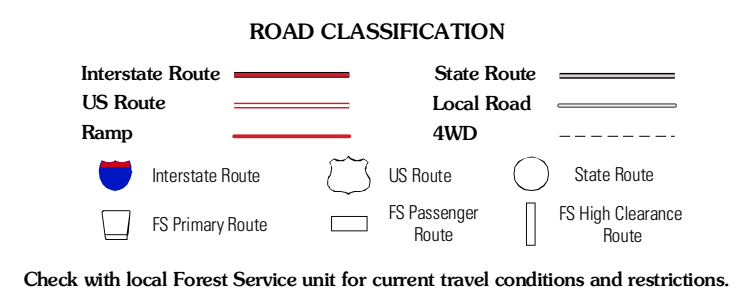 ROAD CLASSIFICATION
Interstate Route
State Route
US Route
Local Road
Ramp
4WD
Interstate Route
US Route
State Route
FS Primary Route
FS Passenger
Route
FS High Clearance
Route
Check with local Forest Service unit for current travel conditions and restrictions.